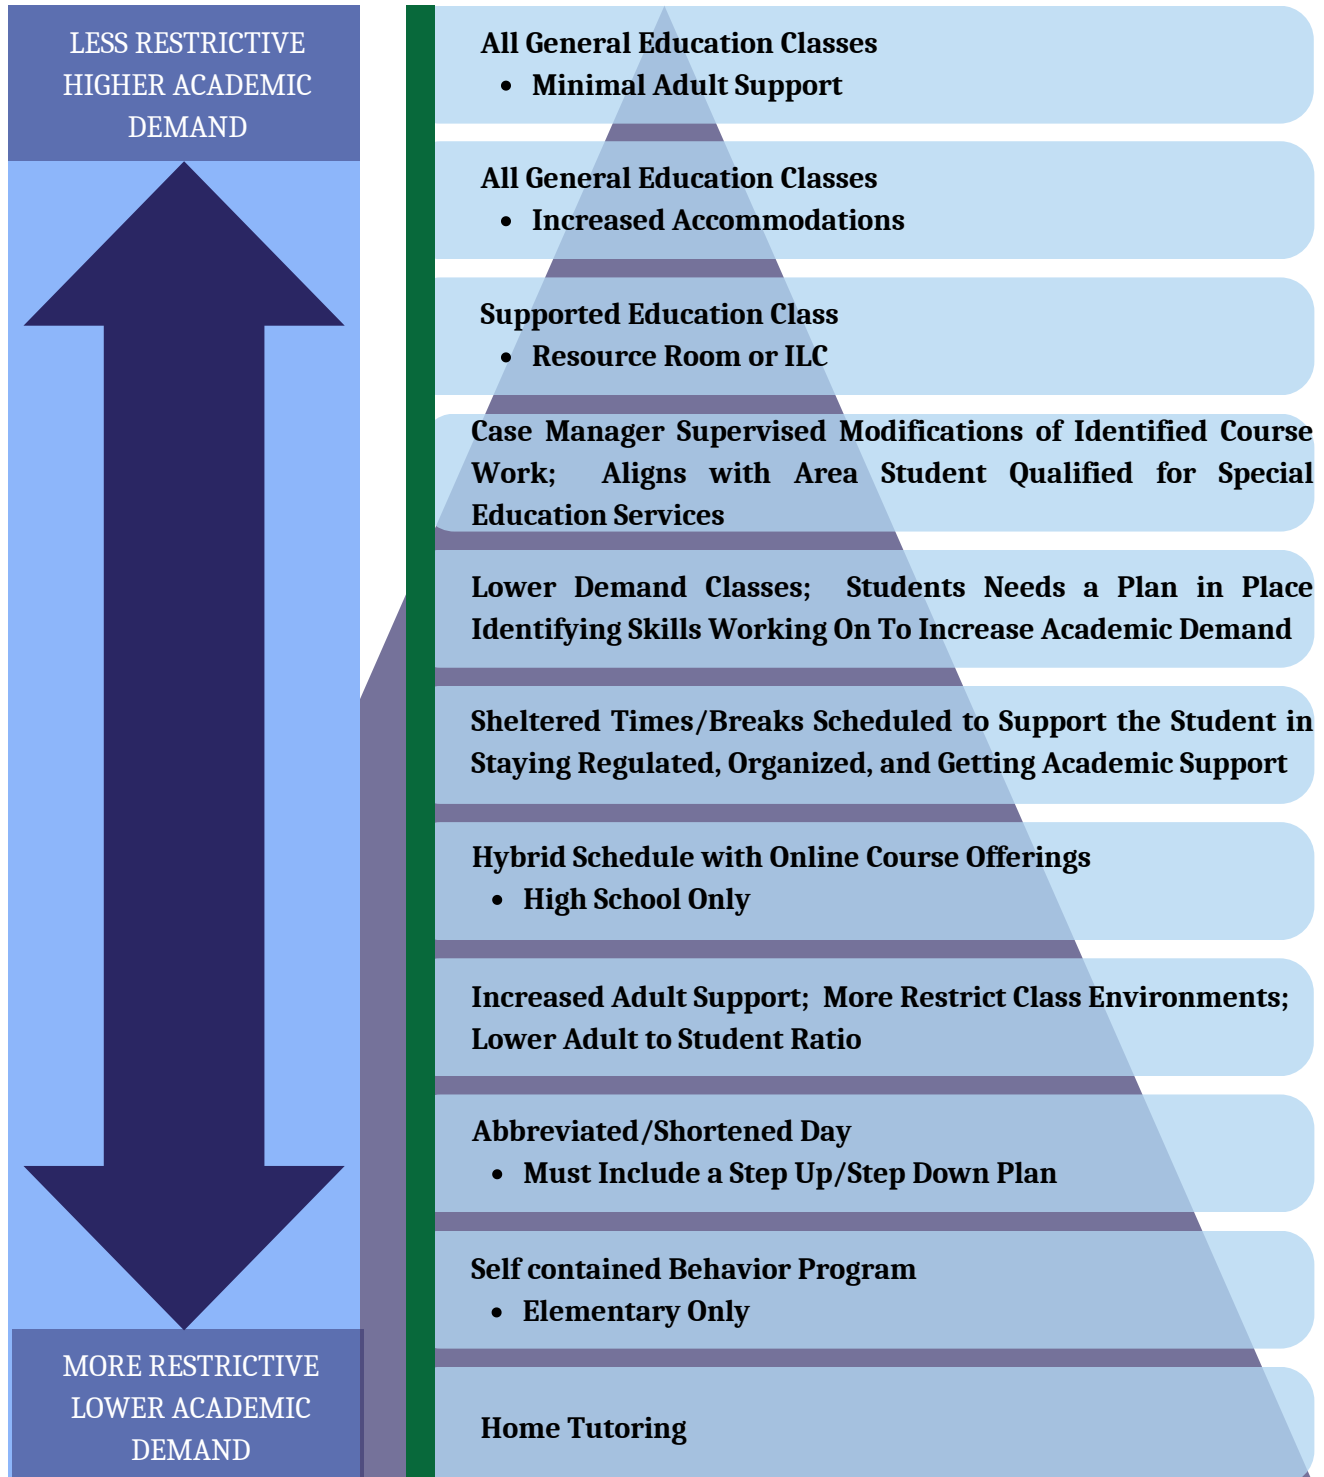 LESS RESTRICTIVE
HIGHER ACADEMIC
DEMAND
All General Education Classes
• Minimal Adult Support
All General Education Classes
• Increased Accommodations
Supported Education Class
• Resource Room or ILC
Case Manager Supervised Modifications of Identified Course
Work; Aligns with Area Student Qualified for Special
Education Services
Lower Demand Classes; Students Needs a Plan in Place
Identifying Skills Working On To Increase Academic Demand
Sheltered Times/Breaks Scheduled to Support the Student in
Staying Regulated, Organized, and Getting Academic Support
Hybrid Schedule with Online Course Offerings
• High School Only
Increased Adult Support; More Restrict Class Environments;
Lower Adult to Student Ratio
Abbreviated/Shortened Day
• Must Include a Step Up/Step Down Plan
Self contained Behavior Program
• Elementary Only
Home Tutoring
MORE RESTRICTIVE
LOWER ACADEMIC
DEMAND